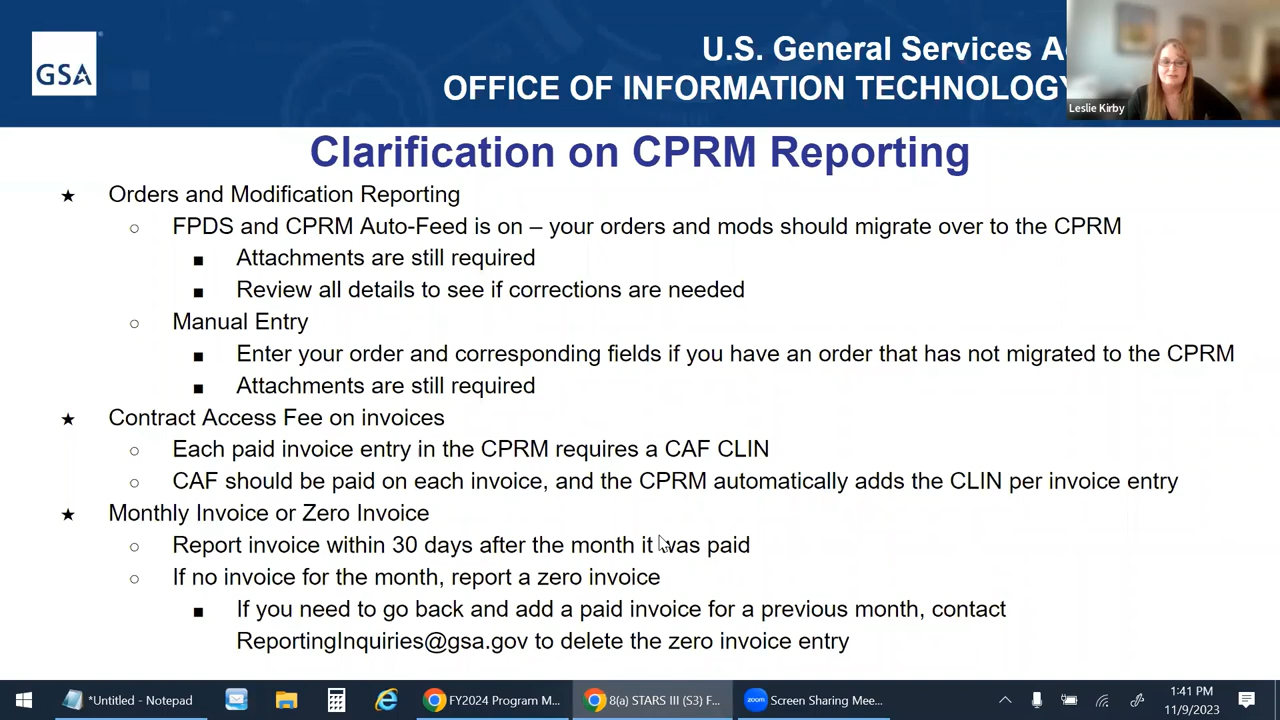 GSA
U.S. General Services A
OFFICE OF INFORMATION TECHNOLOGY
Leslie Kirby
Clarification on CPRM Reporting
★ Orders and Modification Reporting
○ FPDS and CPRM Auto-Feed is on – your orders and mods should migrate over to the CPRM
■ Attachments are still required
■ Review all details to see if corrections are needed
○ Manual Entry
■ Enter your order and corresponding fields if you have an order that has not migrated to the CPRM
■ Attachments are still required
★ Contract Access Fee on invoices
○ Each paid invoice entry in the CPRM requires a CAF CLIN
○ CAF should be paid on each invoice, and the CPRM automatically adds the CLIN per invoice entry
★ Monthly Invoice or Zero Invoice
○ Report invoice within 30 days after the month it was paid
○ If no invoice for the month, report a zero invoice
■ If you need to go back and add a paid invoice for a previous month, contact
ReportingInquiries@gsa.gov to delete the zero invoice entry
*Untitled - Notepad
FY2024 Program M...
8(a) STARS III (S3) F...
zoom
Screen Sharing Mee...
1:41 PM
11/9/2023